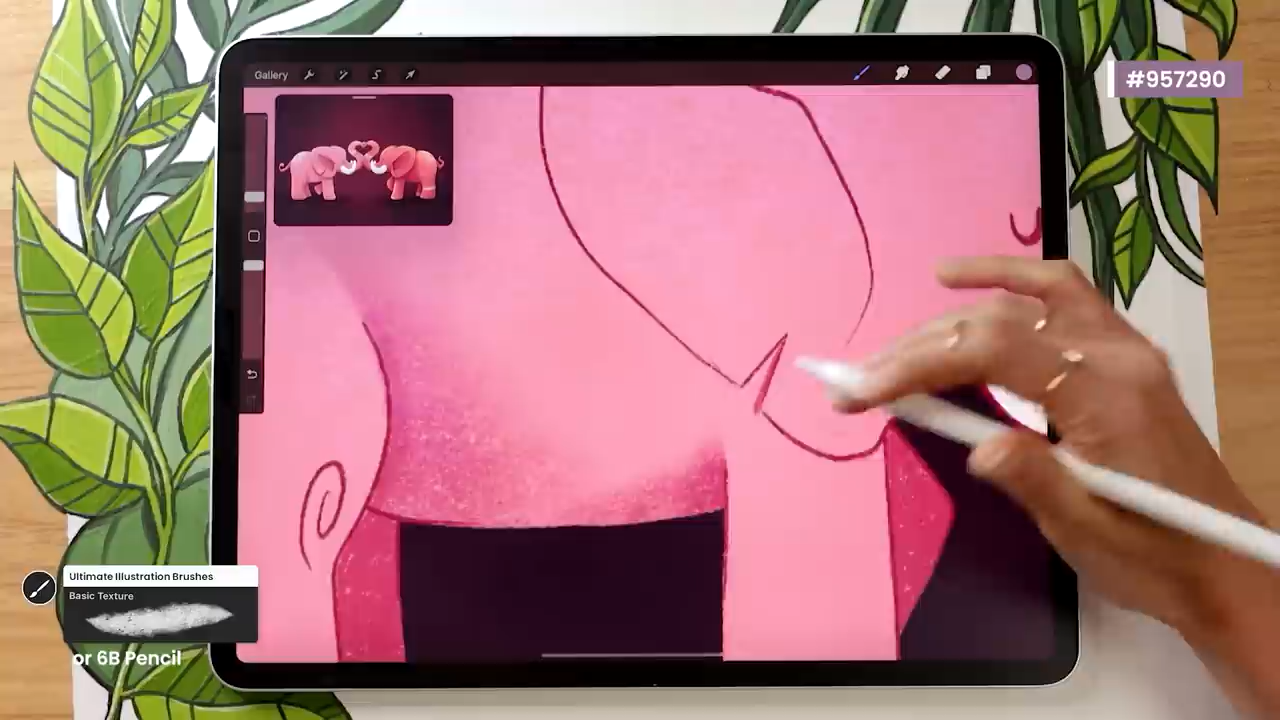 Gallery
#957290
Ultimate Illustration Brushes
Basic Texture
or 6B Pencil